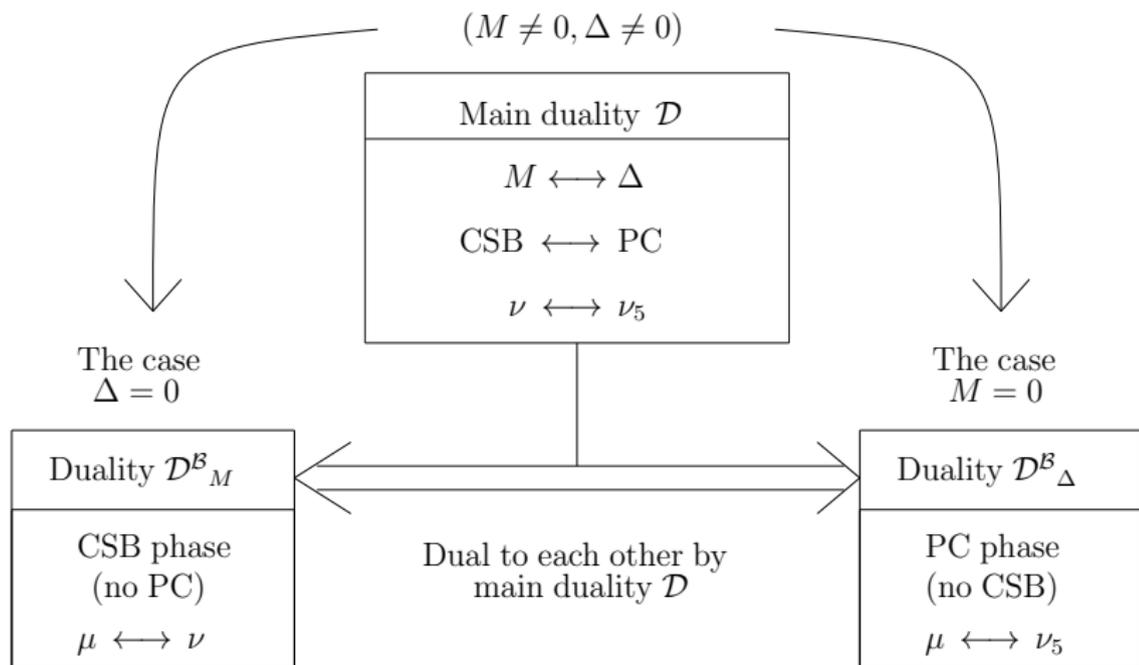 (M ≠ 0, Δ ≠ 0)
Main duality 𝒟
M ⟷ Δ
CSB ⟷ PC
ν ⟷ ν₅
The case
Δ = 0
The case
M = 0
Duality 𝒟^ℬ_M
CSB phase
(no PC)
μ ⟷ ν
Dual to each other by
main duality 𝒟
Duality 𝒟^ℬ_Δ
PC phase
(no CSB)
μ ⟷ ν₅